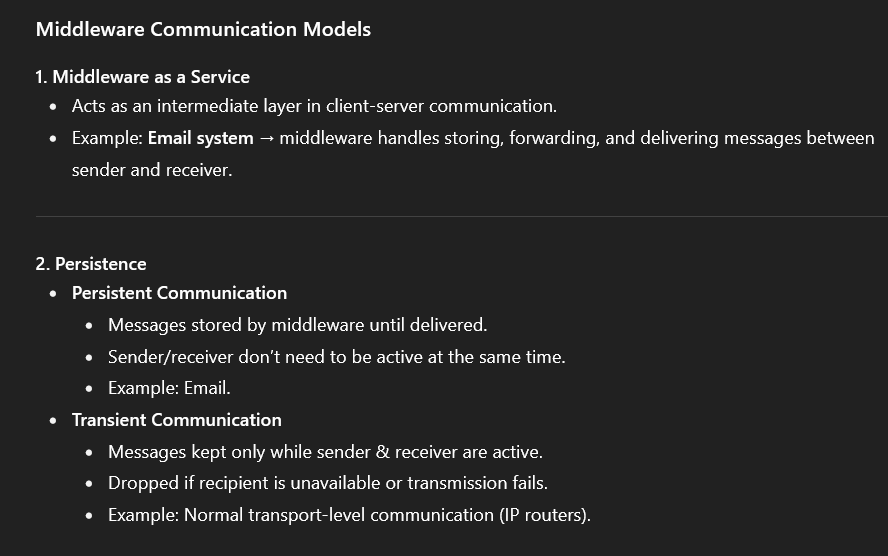 Middleware Communication Models
1. Middleware as a Service
• Acts as an intermediate layer in client-server communication.
• Example: Email system → middleware handles storing, forwarding, and delivering messages between
sender and receiver.
2. Persistence
• Persistent Communication
• Messages stored by middleware until delivered.
• Sender/receiver don’t need to be active at the same time.
• Example: Email.
• Transient Communication
• Messages kept only while sender & receiver are active.
• Dropped if recipient is unavailable or transmission fails.
• Example: Normal transport-level communication (IP routers).